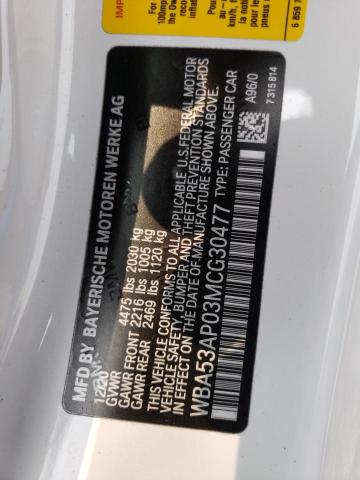 MFD BY BAYERISCHE MOTOREN WERKE AG
12/20
GVWR 4475 lbs 2030 kg
GAWR FRONT 2216 lbs 1005 kg
GAWR REAR 2469 lbs 1120 kg
THIS VEHICLE CONFORMS TO ALL APPLICABLE U.S. FEDERAL MOTOR
VEHICLE SAFETY, BUMPER AND THEFT PREVENTION STANDARDS
IN EFFECT ON THE DATE OF MANUFACTURE SHOWN ABOVE.
WBA53AP03MCG30477 TYPE: PASSENGER CAR
A96/0
7 315 814